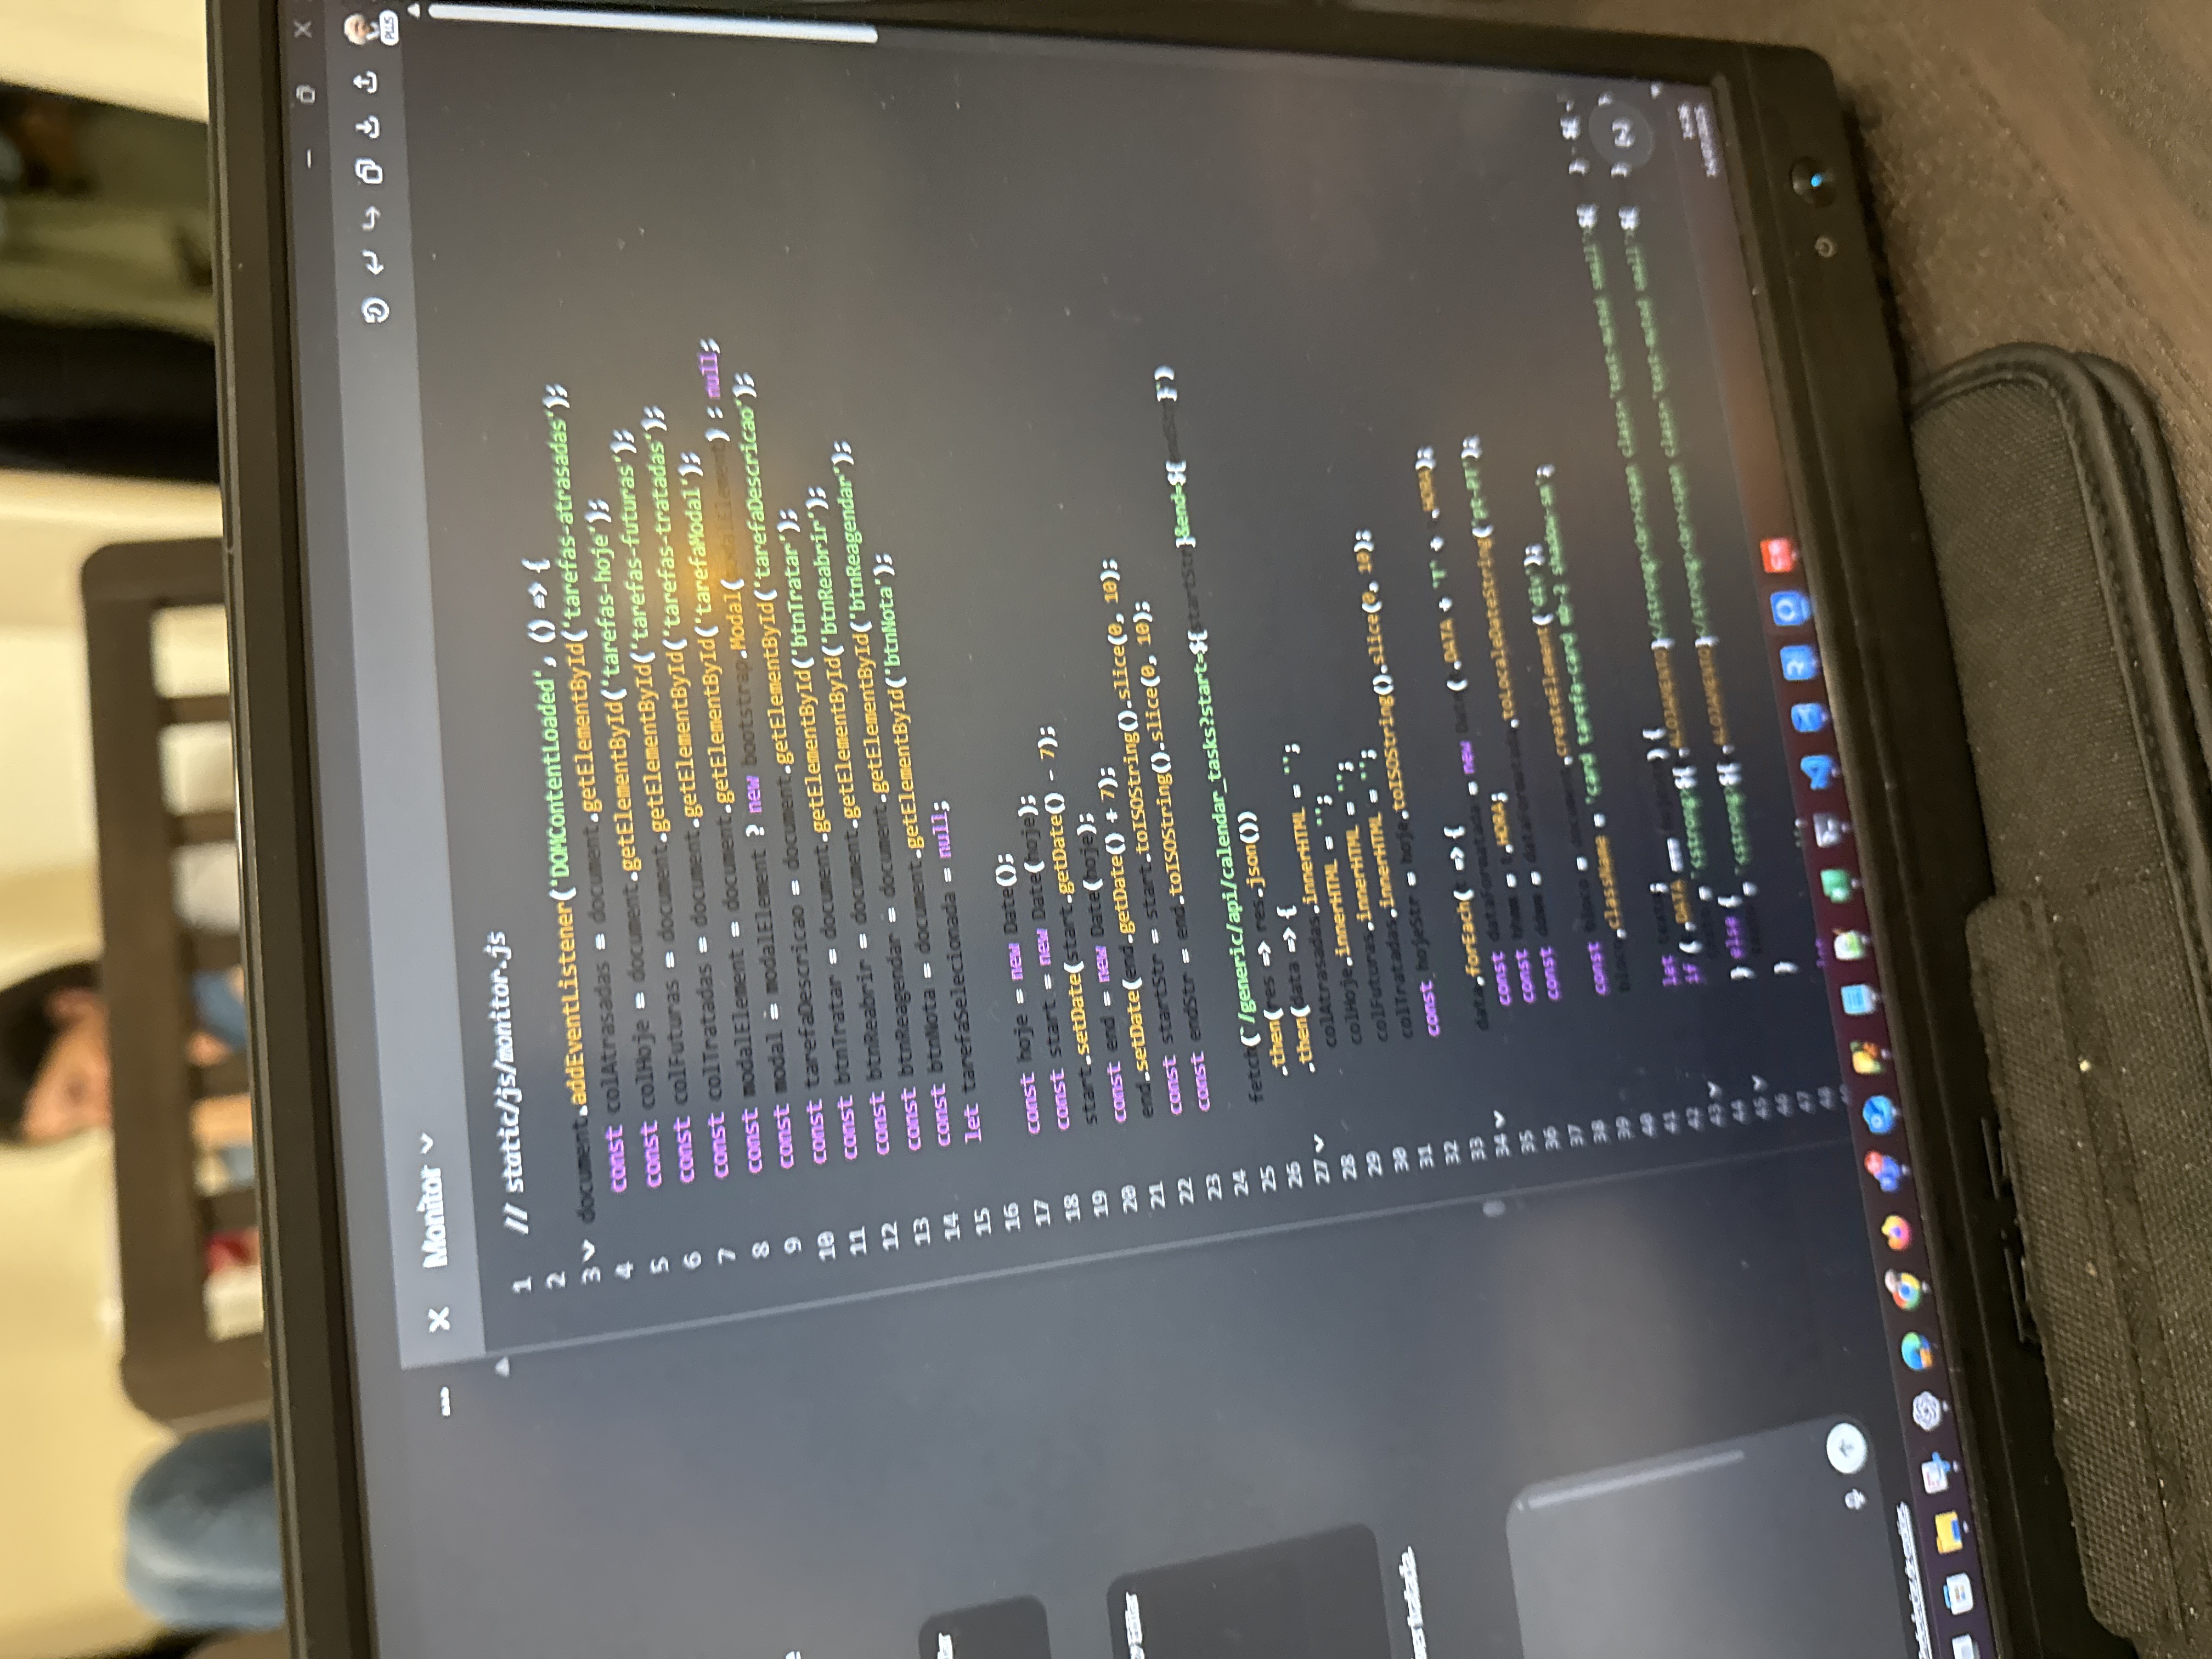 Monitor
PLUS
1 // static/js/monitor.js
2
3 document.addEventListener('DOMContentLoaded', () => {
4 const colAtrasadas = document.getElementById('tarefas-atrasadas');
5 const colHoje = document.getElementById('tarefas-hoje');
6 const colFuturas = document.getElementById('tarefas-futuras');
7 const colTratadas = document.getElementById('tarefas-tratadas');
8 const modalElement = document.getElementById('tarefaModal');
9 const modal = modalElement ? new bootstrap.Modal(modalElement) : null;
10 const tarefaDescricao = document.getElementById('tarefaDescricao');
11 const btnTratar = document.getElementById('btnTratar');
12 const btnReabrir = document.getElementById('btnReabrir');
13 const btnReagendar = document.getElementById('btnReagendar');
14 const btnNota = document.getElementById('btnNota');
15 let tarefaSelecionada = null;
16
17 const hoje = new Date();
18 const start = new Date(hoje);
19 start.setDate(start.getDate() - 7);
20 const end = new Date(hoje);
21 end.setDate(end.getDate() + 7);
22 const startStr = start.toISOString().slice(0, 10);
23 const endStr = end.toISOString().slice(0, 10);
24
25 fetch(`/generic/api/calendar_tasks?start=${startStr}&end=${endStr}`)
26 .then(res => res.json())
27 .then(data => {
28 colAtrasadas.innerHTML = '';
29 colHoje.innerHTML = '';
30 colFuturas.innerHTML = '';
31 colTratadas.innerHTML = '';
32 const hojeStr = hoje.toISOString().slice(0, 10);
33
34 data.forEach(t => {
35 const dataFormatada = new Date( .DATA + 'T' + .HORA);
36 const hhmm = t.HORA;
37 const ddmm = dataFormatada.toLocaleDateString('pt-PT');
38
39 const bloco = document.createElement('div');
40 bloco.className = 'card tarefa-card mb-2 shadow-sm';
41
42 let texto;
43 if ( .DATA === ) {
44 = `<strong>${ .ALOJAMENTO}</strong><br><span class='text-muted small'>${ } - ${
45 } else {
46 = `<strong>${ .ALOJAMENTO}</strong><br><span class='text-muted small'>${ }
47 }
48